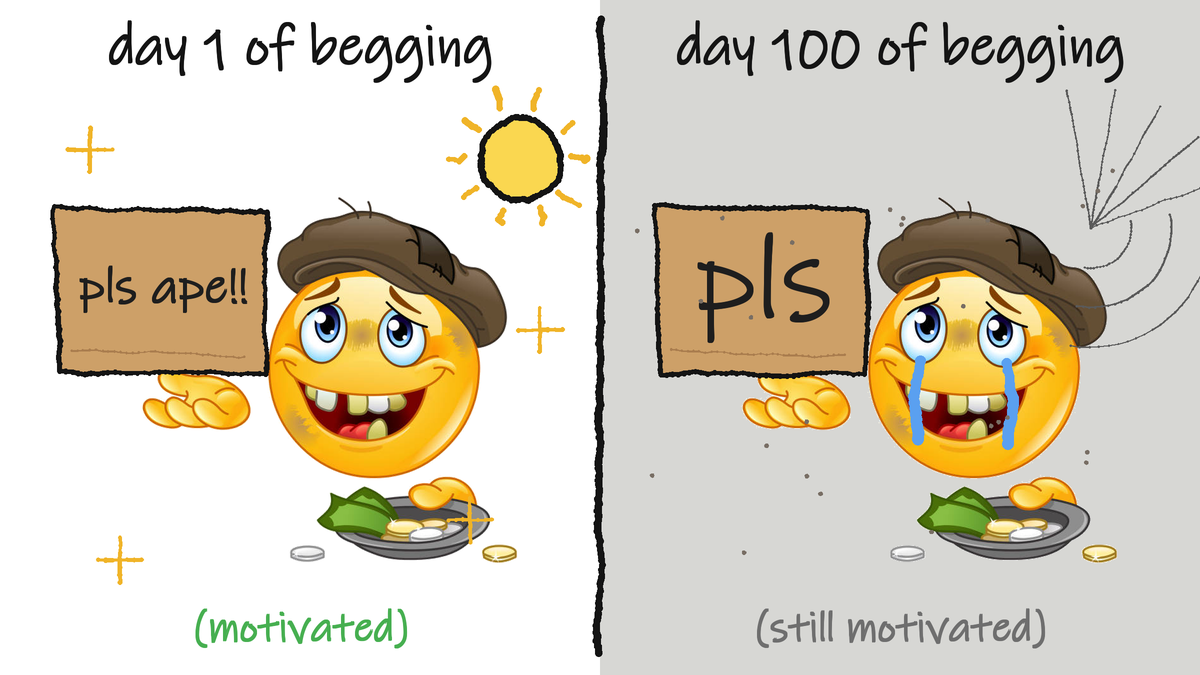 day 1 of begging
pls ape!!
(motivated)
day 100 of begging
pls
(still motivated)